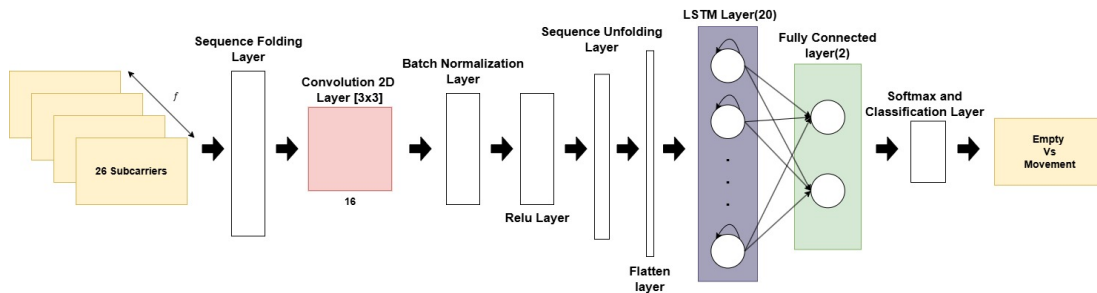 f
26 Subcarriers
Sequence Folding
Layer
Convolution 2D
Layer [3x3]
16
Batch Normalization
Layer
Relu Layer
Sequence Unfolding
Layer
Flatten
layer
LSTM Layer(20)
Fully Connected
layer(2)
Softmax and
Classification Layer
Empty
Vs
Movement